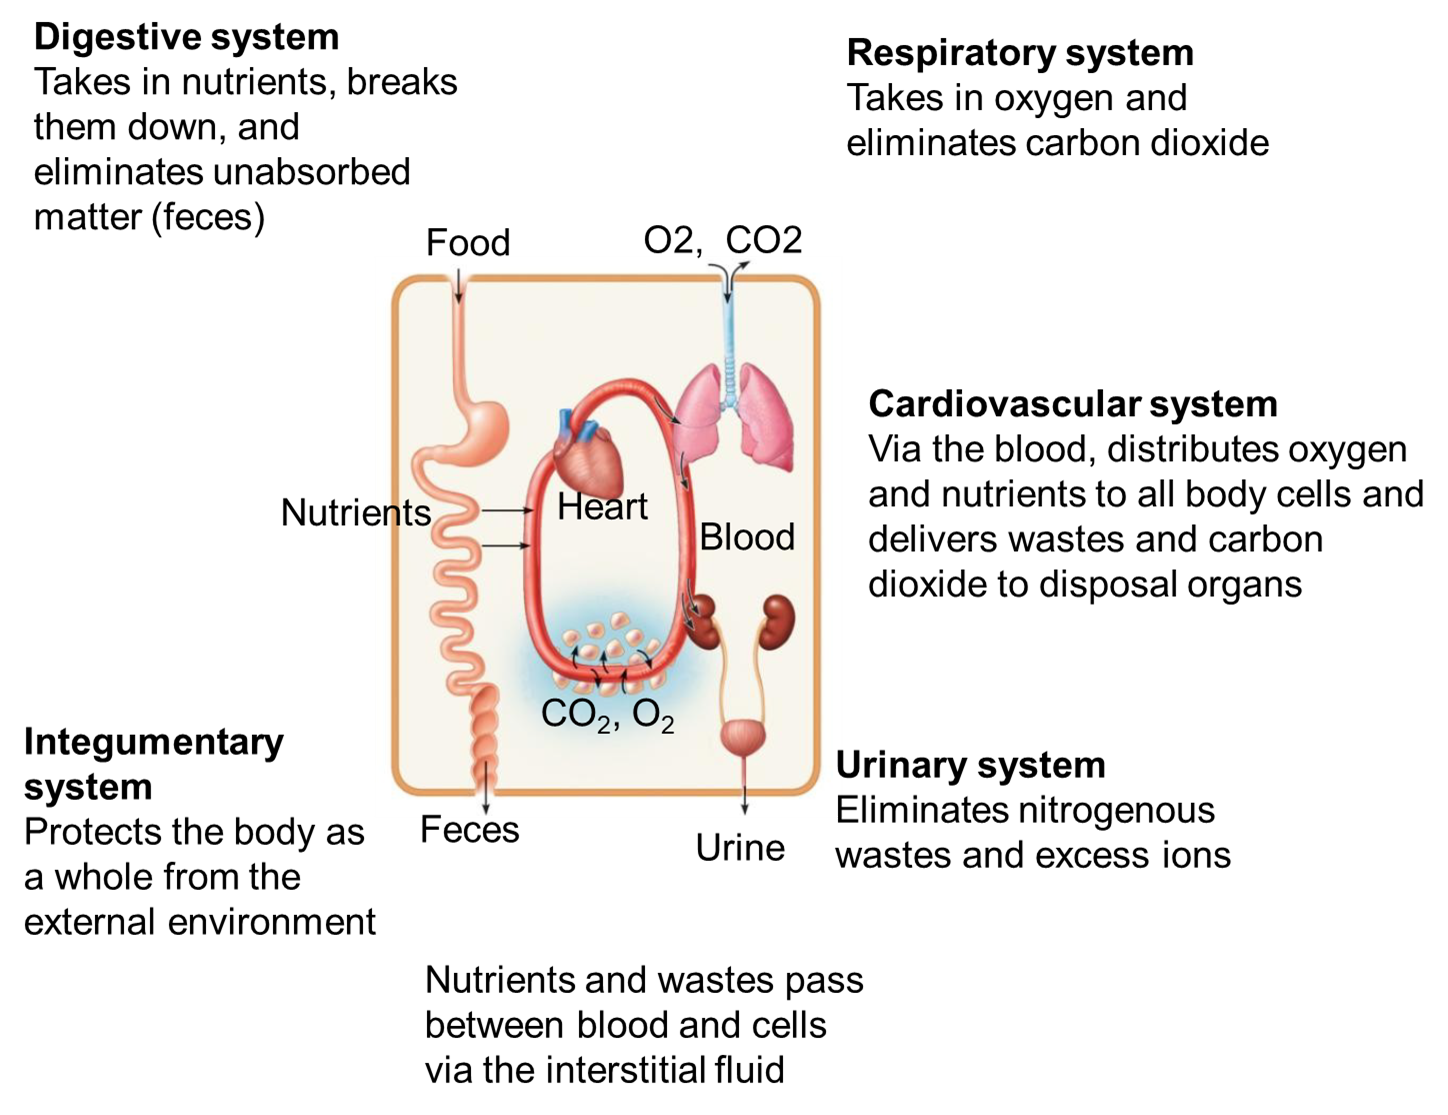 Digestive system
Takes in nutrients, breaks
them down, and
eliminates unabsorbed
matter (feces)
Respiratory system
Takes in oxygen and
eliminates carbon dioxide
Food
O2, CO2
Cardiovascular system
Via the blood, distributes oxygen
and nutrients to all body cells and
delivers wastes and carbon
dioxide to disposal organs
Nutrients
Heart
Blood
CO₂, O₂
Integumentary
system
Protects the body as
a whole from the
external environment
Feces
Urine
Urinary system
Eliminates nitrogenous
wastes and excess ions
Nutrients and wastes pass
between blood and cells
via the interstitial fluid